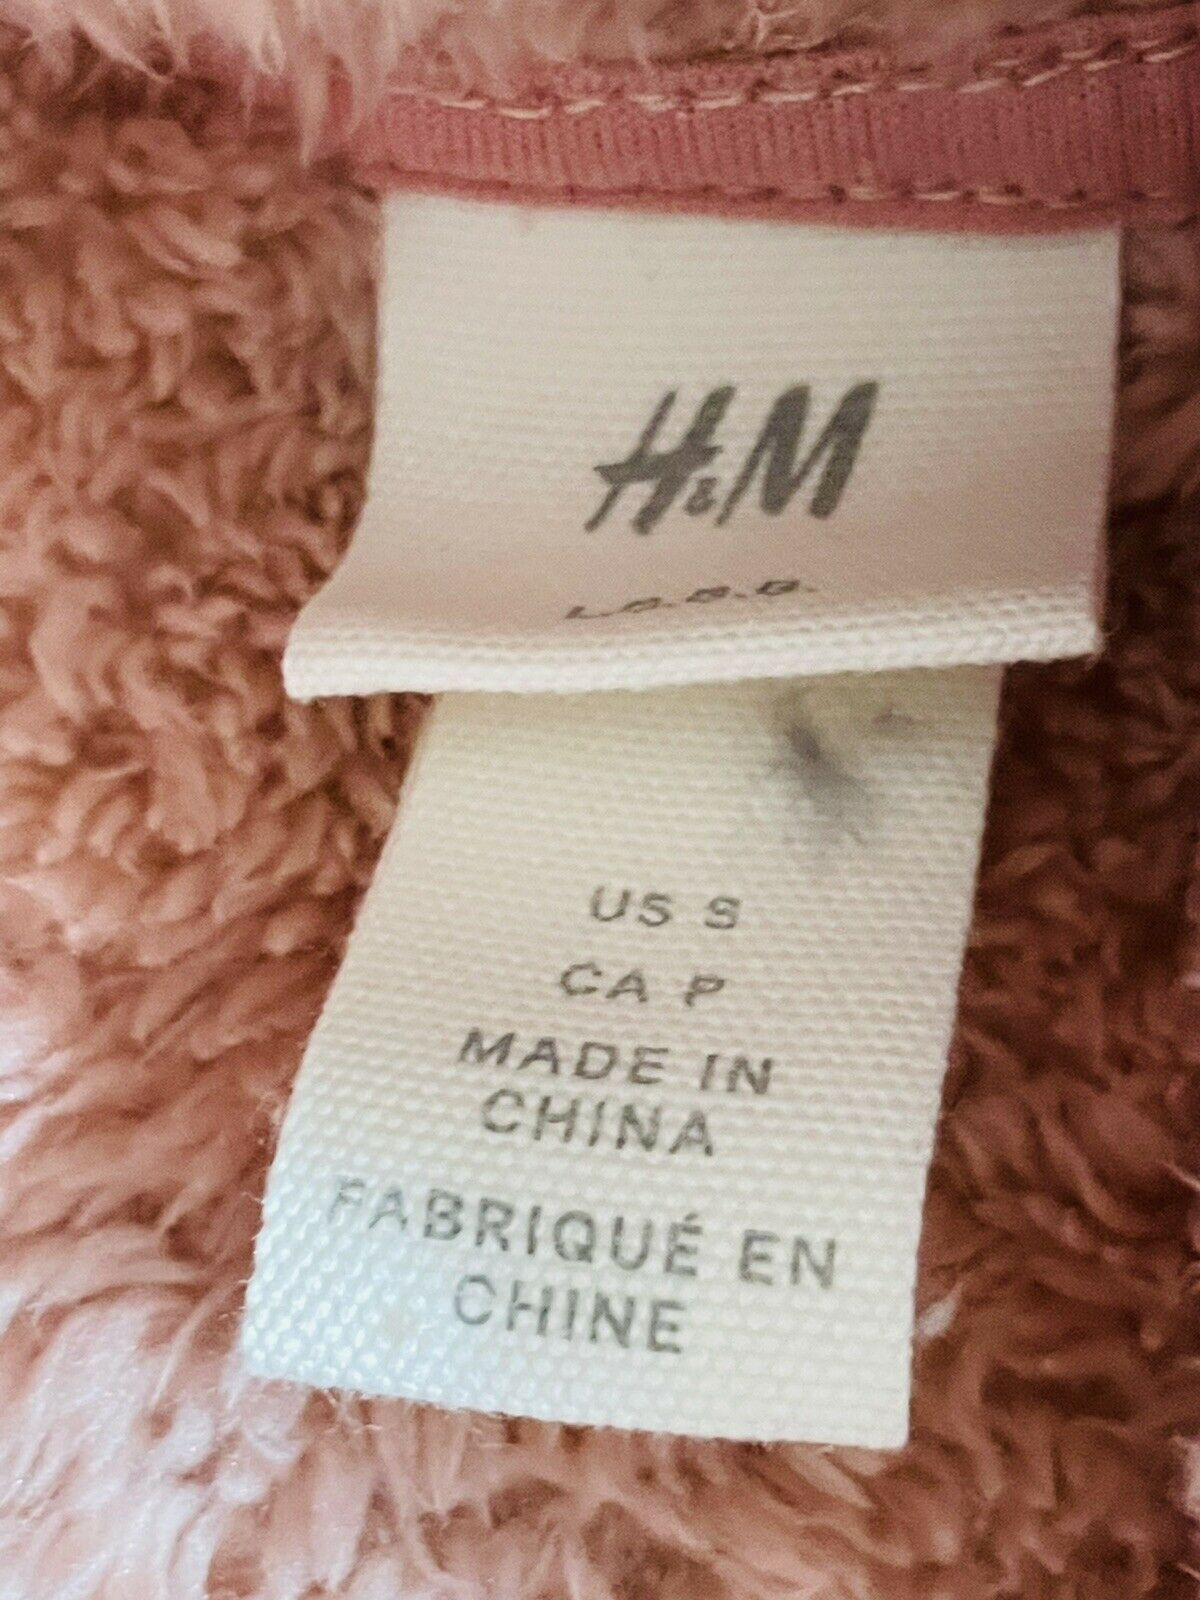 H&M
L.O.G.G.
US S
CA P
MADE IN
CHINA
FABRIQUÉ EN
CHINE